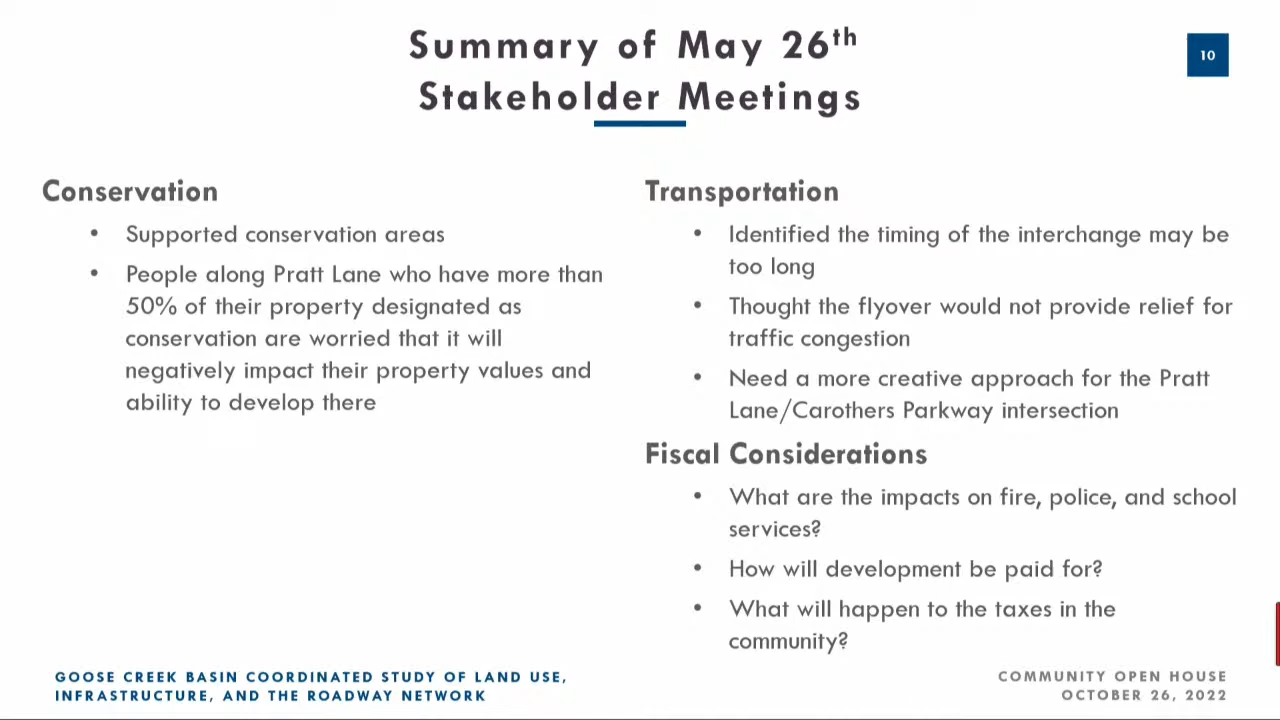 Summary of May 26th
Stakeholder Meetings
10
Conservation
• Supported conservation areas
• People along Pratt Lane who have more than
50% of their property designated as
conservation are worried that it will
negatively impact their property values and
ability to develop there
Transportation
• Identified the timing of the interchange may be
too long
• Thought the flyover would not provide relief for
traffic congestion
• Need a more creative approach for the Pratt
Lane/Carothers Parkway intersection
Fiscal Considerations
• What are the impacts on fire, police, and school
services?
• How will development be paid for?
• What will happen to the taxes in the
community?
GOOSE CREEK BASIN COORDINATED STUDY OF LAND USE,
INFRASTRUCTURE, AND THE ROADWAY NETWORK
COMMUNITY OPEN HOUSE
OCTOBER 26, 2022